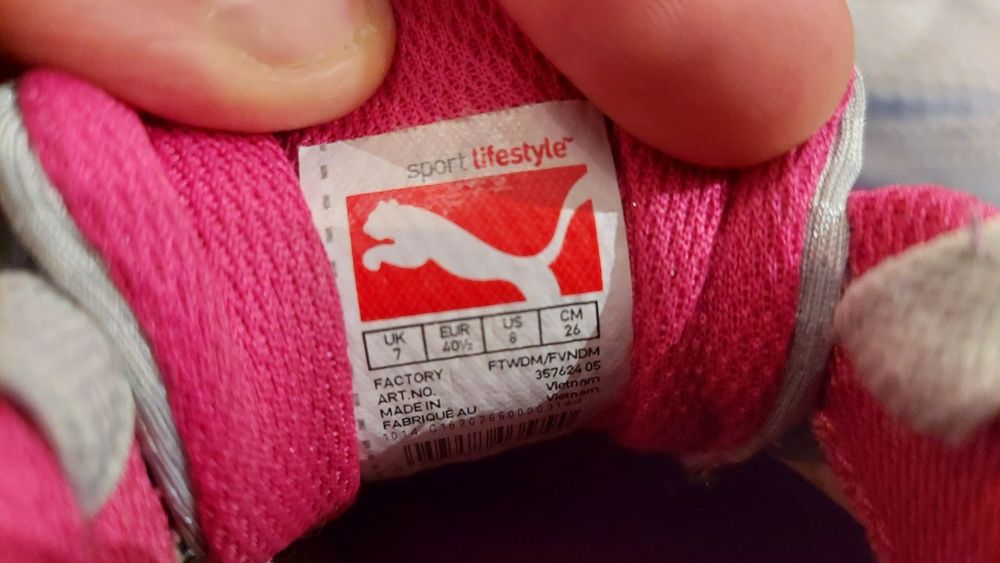 sport lifestyle™
UK EUR US CM
7 40½ 8 26
FACTORY FTWDM/FVNDM
ART.NO. 357624 05
MADE IN Vietnam
FABRIQUÉ AU Vietnam